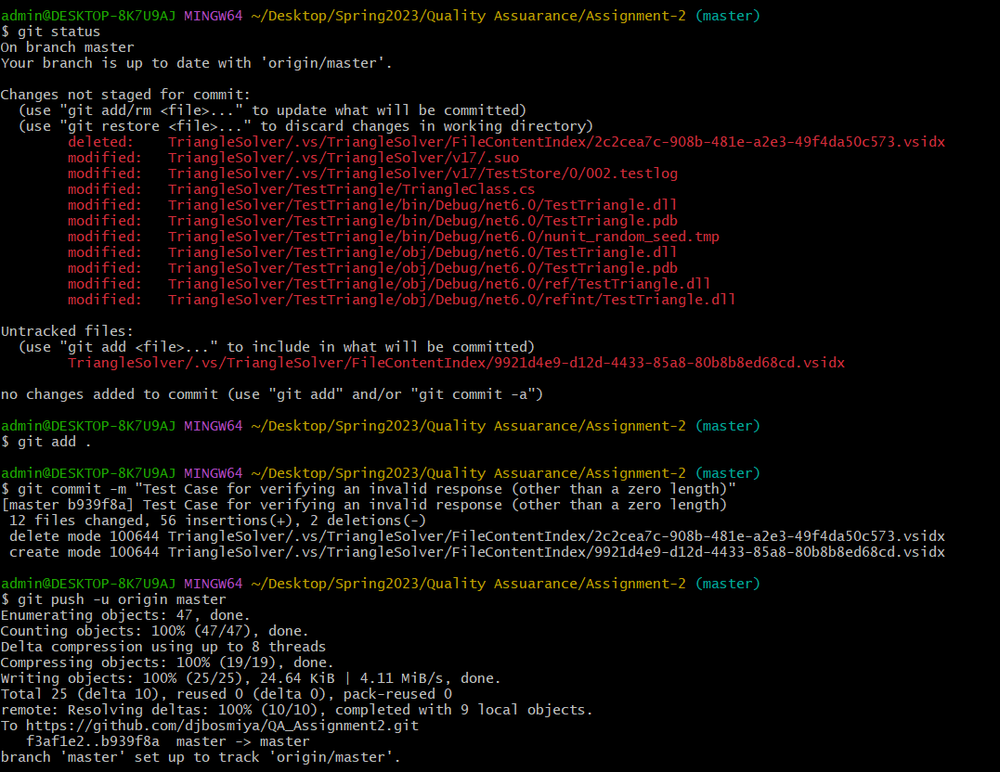 admin@DESKTOP-8K7U9AJ MINGW64 ~/Desktop/Spring2023/Quality Assuarance/Assignment-2 (master)
$ git status
On branch master
Your branch is up to date with 'origin/master'.
Changes not staged for commit:
  (use "git add/rm <file>..." to update what will be committed)
  (use "git restore <file>..." to discard changes in working directory)
        deleted:    TriangleSolver/.vs/TriangleSolver/FileContentIndex/2c2cea7c-908b-481e-a2e3-49f4da50c573.vsidx
        modified:   TriangleSolver/.vs/TriangleSolver/v17/.suo
        modified:   TriangleSolver/.vs/TriangleSolver/v17/TestStore/0/002.testlog
        modified:   TriangleSolver/TestTriangle/TriangleClass.cs
        modified:   TriangleSolver/TestTriangle/bin/Debug/net6.0/TestTriangle.dll
        modified:   TriangleSolver/TestTriangle/bin/Debug/net6.0/TestTriangle.pdb
        modified:   TriangleSolver/TestTriangle/bin/Debug/net6.0/nunit_random_seed.tmp
        modified:   TriangleSolver/TestTriangle/obj/Debug/net6.0/TestTriangle.dll
        modified:   TriangleSolver/TestTriangle/obj/Debug/net6.0/TestTriangle.pdb
        modified:   TriangleSolver/TestTriangle/obj/Debug/net6.0/ref/TestTriangle.dll
        modified:   TriangleSolver/TestTriangle/obj/Debug/net6.0/refint/TestTriangle.dll
Untracked files:
  (use "git add <file>..." to include in what will be committed)
        TriangleSolver/.vs/TriangleSolver/FileContentIndex/9921d4e9-d12d-4433-85a8-80b8b8ed68cd.vsidx
no changes added to commit (use "git add" and/or "git commit -a")
admin@DESKTOP-8K7U9AJ MINGW64 ~/Desktop/Spring2023/Quality Assuarance/Assignment-2 (master)
$ git add .
admin@DESKTOP-8K7U9AJ MINGW64 ~/Desktop/Spring2023/Quality Assuarance/Assignment-2 (master)
$ git commit -m "Test Case for verifying an invalid response (other than a zero length)"
[master b939f8a] Test Case for verifying an invalid response (other than a zero length)
 12 files changed, 56 insertions(+), 2 deletions(-)
 delete mode 100644 TriangleSolver/.vs/TriangleSolver/FileContentIndex/2c2cea7c-908b-481e-a2e3-49f4da50c573.vsidx
 create mode 100644 TriangleSolver/.vs/TriangleSolver/FileContentIndex/9921d4e9-d12d-4433-85a8-80b8b8ed68cd.vsidx
admin@DESKTOP-8K7U9AJ MINGW64 ~/Desktop/Spring2023/Quality Assuarance/Assignment-2 (master)
$ git push -u origin master
Enumerating objects: 47, done.
Counting objects: 100% (47/47), done.
Delta compression using up to 8 threads
Compressing objects: 100% (19/19), done.
Writing objects: 100% (25/25), 24.64 KiB | 4.11 MiB/s, done.
Total 25 (delta 10), reused 0 (delta 0), pack-reused 0
remote: Resolving deltas: 100% (10/10), completed with 9 local objects.
To https://github.com/djbosmiya/QA_Assignment2.git
   f3af1e2..b939f8a  master -> master
branch 'master' set up to track 'origin/master'.